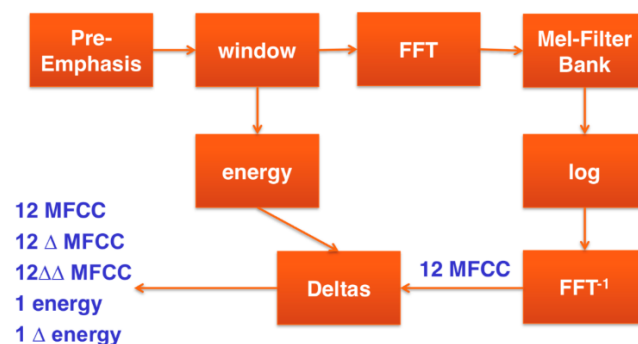 Pre-
Emphasis
window
FFT
Mel-Filter
Bank
energy
log
12 MFCC
12 Δ MFCC
12ΔΔ MFCC
1 energy
1 Δ energy
Deltas
12 MFCC
FFT⁻¹